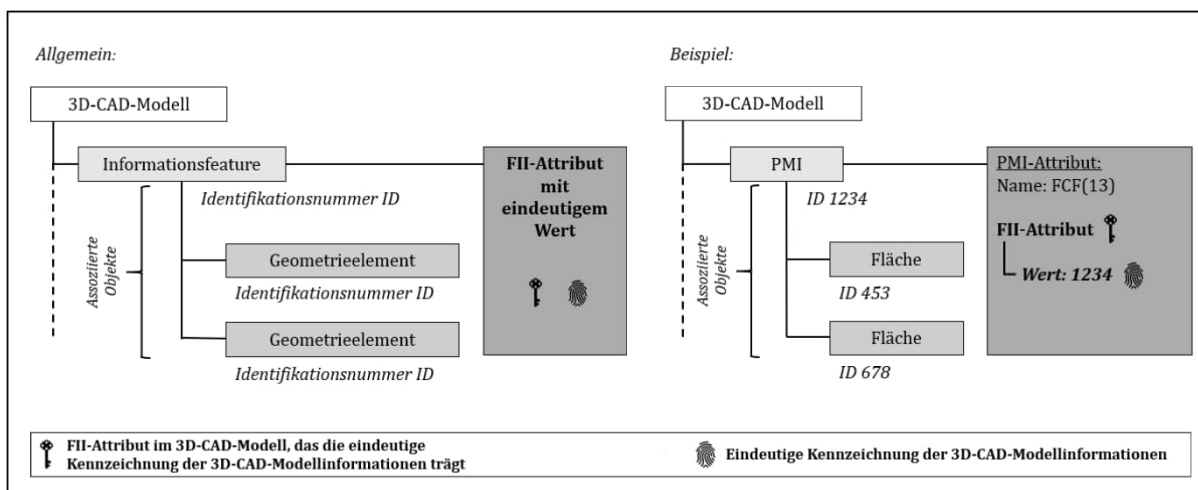 Allgemein:
3D-CAD-Modell
Informationsfeature
Identifikationsnummer ID
Assoziierte
Objekte
Geometrieelement
Identifikationsnummer ID
Geometrieelement
Identifikationsnummer ID
FII-Attribut
mit
eindeutigem
Wert
Beispiel:
3D-CAD-Modell
PMI
ID 1234
Assoziierte
Objekte
Fläche
ID 453
Fläche
ID 678
PMI-Attribut:
Name: FCF(13)
FII-Attribut
Wert: 1234
FII-Attribut im 3D-CAD-Modell, das die eindeutige
Kennzeichnung der 3D-CAD-Modellinformationen trägt
Eindeutige Kennzeichnung der 3D-CAD-Modellinformationen